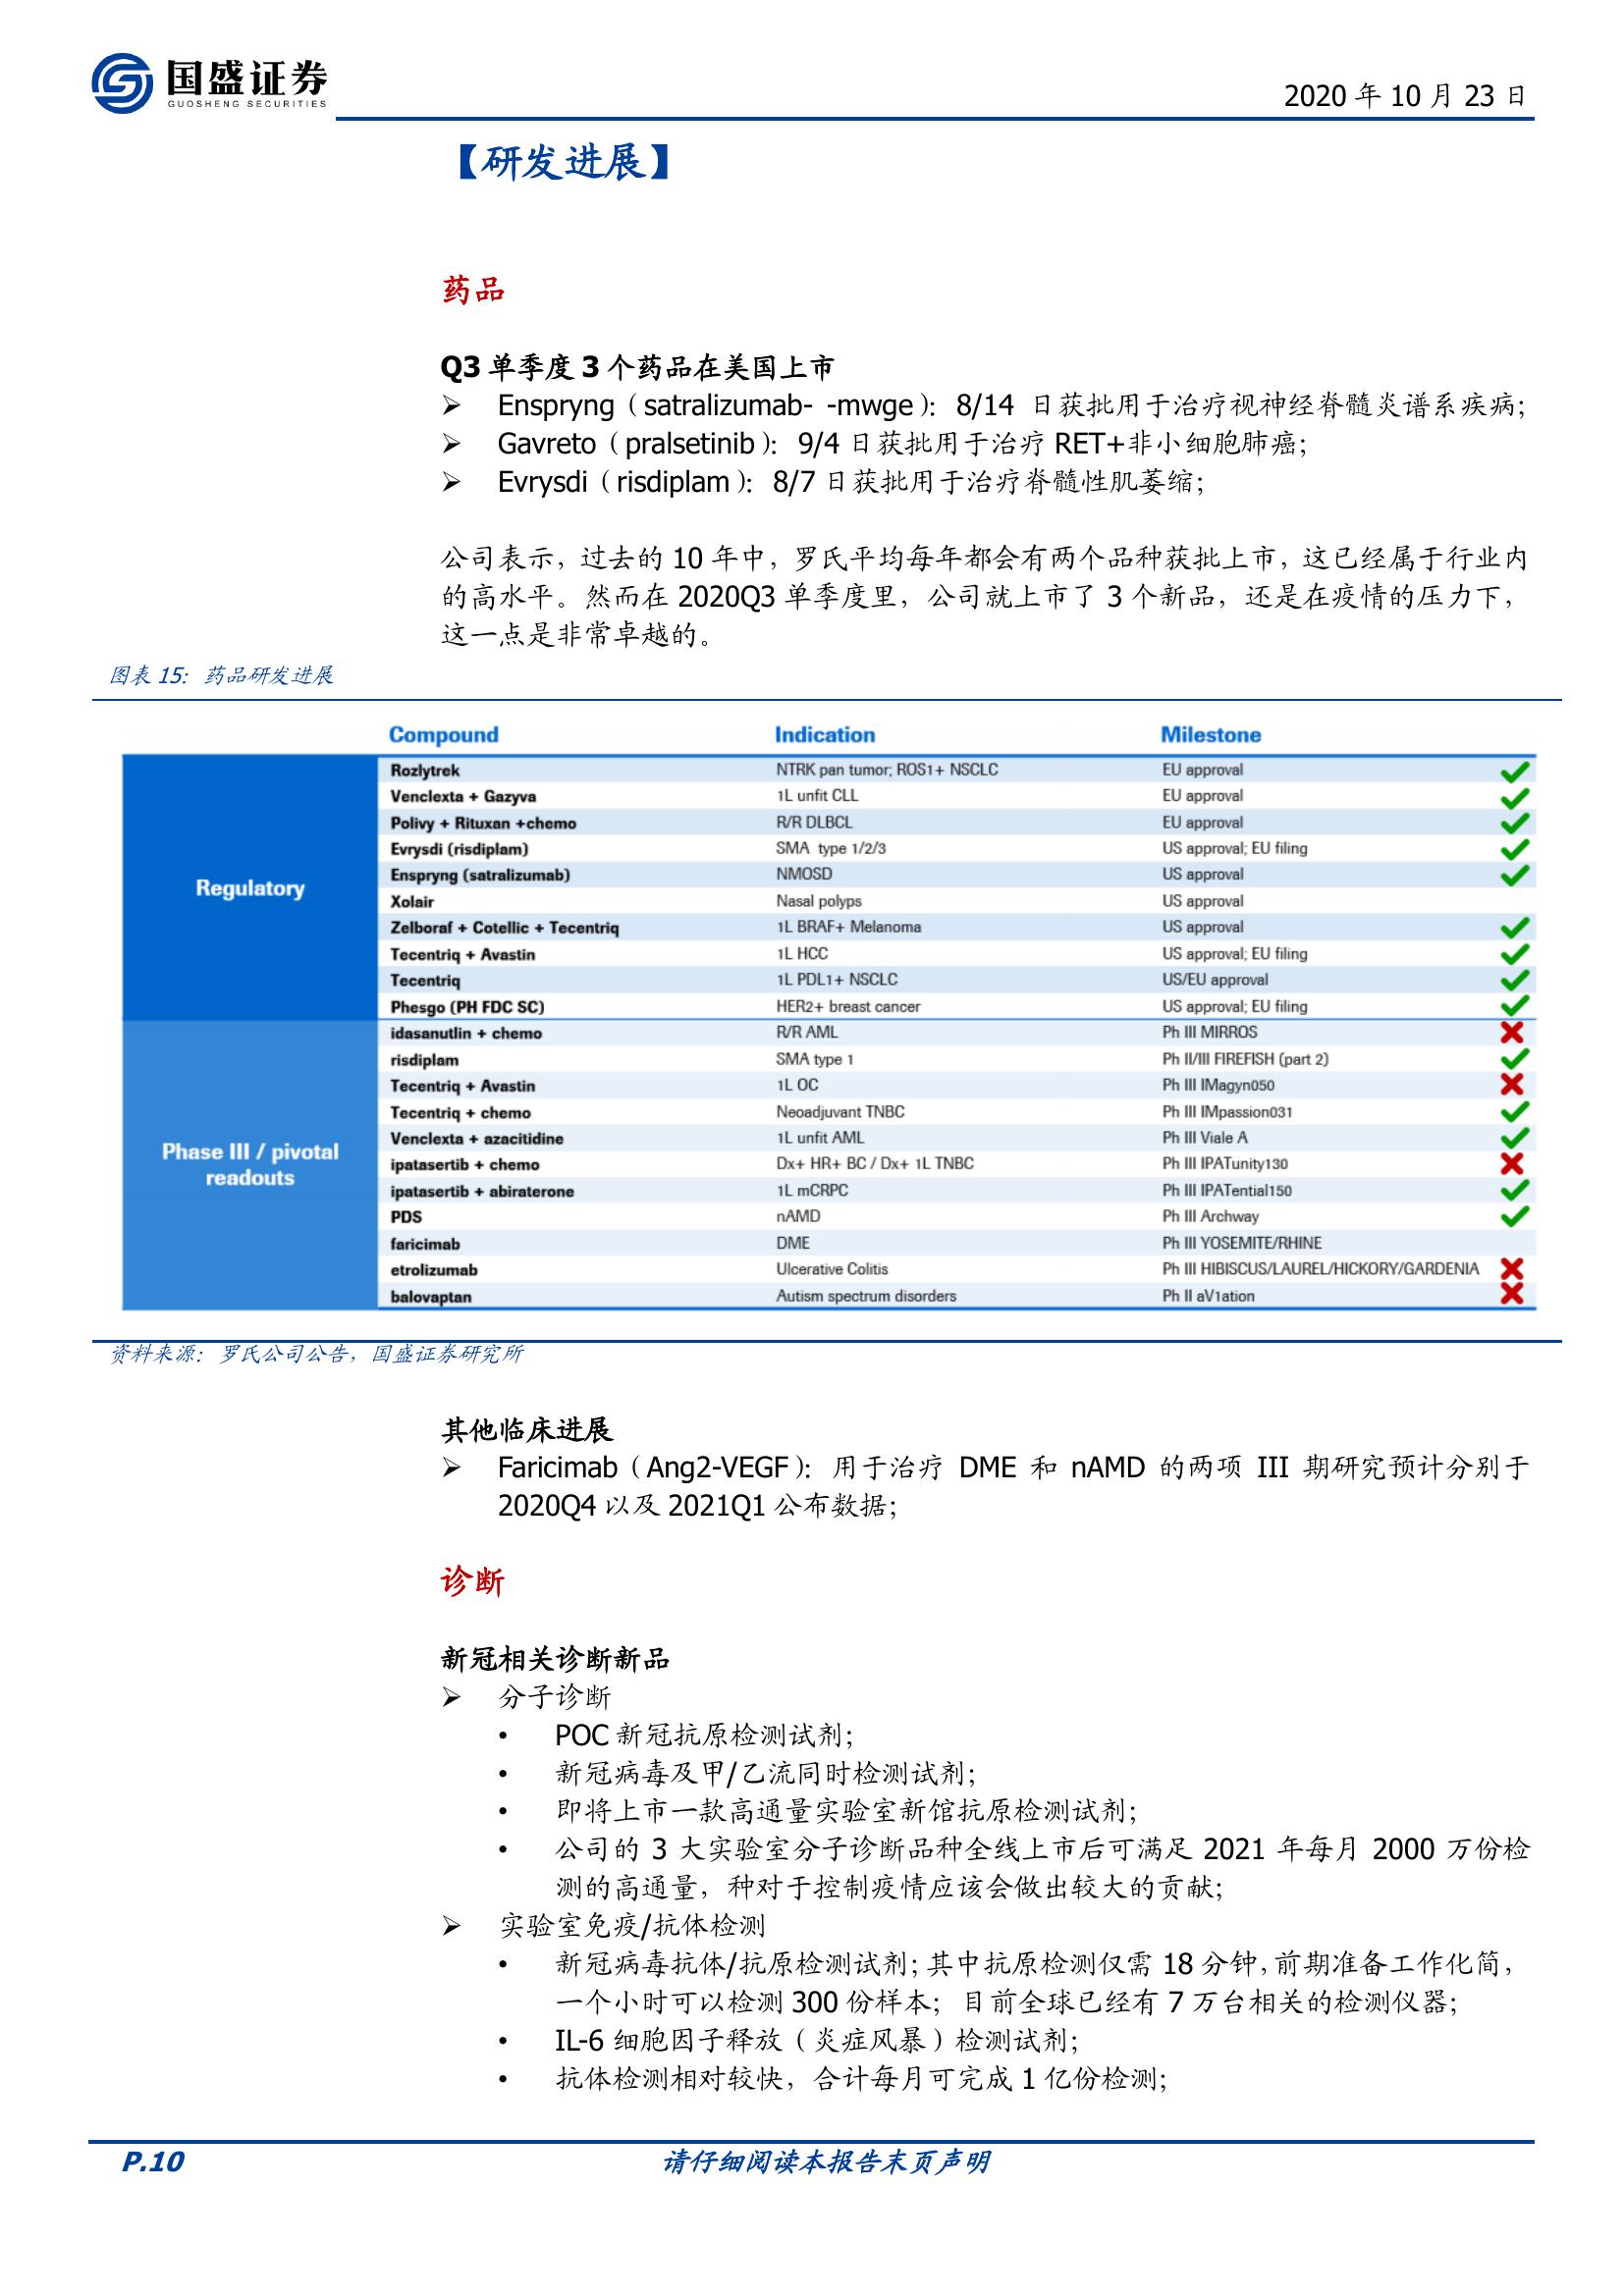 国盛证券
GUOSHENG SECURITIES
2020 年 10 月 23 日
【研发进展】
药品
Q3 单季度 3 个药品在美国上市
➢ Enspryng（satralizumab- -mwge）：8/14 日获批用于治疗视神经脊髓炎谱系疾病；
➢ Gavreto（pralsetinib）：9/4 日获批用于治疗 RET+非小细胞肺癌；
➢ Evrysdi（risdiplam）：8/7 日获批用于治疗脊髓性肌萎缩；
公司表示，过去的 10 年中，罗氏平均每年都会有两个品种获批上市，这已经属于行业内
的高水平。然而在 2020Q3 单季度里，公司就上市了 3 个新品，还是在疫情的压力下，
这一点是非常卓越的。
图表 15：药品研发进展
Compound Indication Milestone
Regulatory
Rozlytrek NTRK pan tumor; ROS1+ NSCLC EU approval
Venclexta + Gazyva 1L unfit CLL EU approval
Polivy + Rituxan +chemo R/R DLBCL EU approval
Evrysdi (risdiplam) SMA type 1/2/3 US approval; EU filing
Enspryng (satralizumab) NMOSD US approval
Xolair Nasal polyps US approval
Zelboraf + Cotellic + Tecentriq 1L BRAF+ Melanoma US approval
Tecentriq + Avastin 1L HCC US approval; EU filing
Tecentriq 1L PDL1+ NSCLC US/EU approval
Phesgo (PH FDC SC) HER2+ breast cancer US approval; EU filing
Phase III / pivotal
readouts
idasanutlin + chemo R/R AML Ph III MIRROS
risdiplam SMA type 1 Ph II/III FIREFISH (part 2)
Tecentriq + Avastin 1L OC Ph III IMagyn050
Tecentriq + chemo Neoadjuvant TNBC Ph III IMpassion031
Venclexta + azacitidine 1L unfit AML Ph III Viale A
ipatasertib + chemo Dx+ HR+ BC / Dx+ 1L TNBC Ph III IPATunity130
ipatasertib + abiraterone 1L mCRPC Ph III IPATential150
PDS nAMD Ph III Archway
faricimab DME Ph III YOSEMITE/RHINE
etrolizumab Ulcerative Colitis Ph III HIBISCUS/LAUREL/HICKORY/GARDENIA
balovaptan Autism spectrum disorders Ph II aV1ation
资料来源：罗氏公司公告，国盛证券研究所
其他临床进展
➢ Faricimab（Ang2-VEGF）：用于治疗 DME 和 nAMD 的两项 III 期研究预计分别于
2020Q4 以及 2021Q1 公布数据；
诊断
新冠相关诊断新品
➢ 分子诊断
• POC 新冠抗原检测试剂；
• 新冠病毒及甲/乙流同时检测试剂；
• 即将上市一款高通量实验室新馆抗原检测试剂；
• 公司的 3 大实验室分子诊断品种全线上市后可满足 2021 年每月 2000 万份检
测的高通量，种对于控制疫情应该会做出较大的贡献；
➢ 实验室免疫/抗体检测
• 新冠病毒抗体/抗原检测试剂；其中抗原检测仅需 18 分钟，前期准备工作化简，
一个小时可以检测 300 份样本；目前全球已经有 7 万台相关的检测仪器；
• IL-6 细胞因子释放（炎症风暴）检测试剂；
• 抗体检测相对较快，合计每月可完成 1 亿份检测；
P.10
请仔细阅读本报告末页声明